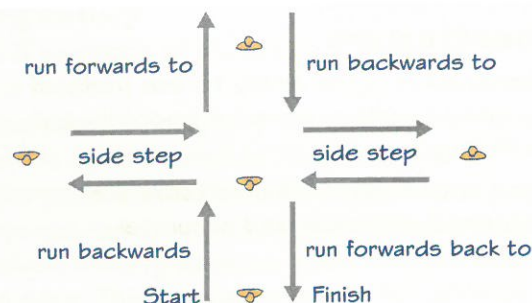 run forwards to
run backwards to
side step
side step
run backwards
run forwards back to
Start
Finish